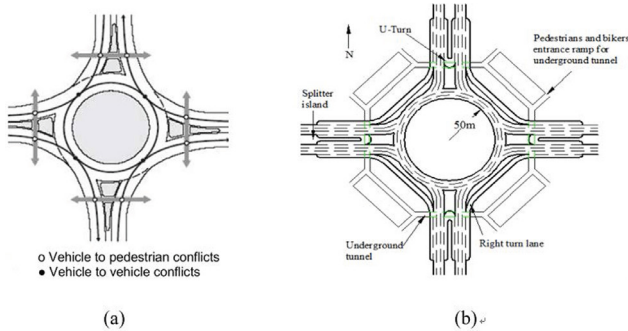 U-Turn
N
Pedestrians and bikers
entrance ramp for
underground tunnel
Splitter
island
50m
o Vehicle to pedestrian conflicts
● Vehicle to vehicle conflicts
Underground
tunnel
Right turn lane
(a)
(b)